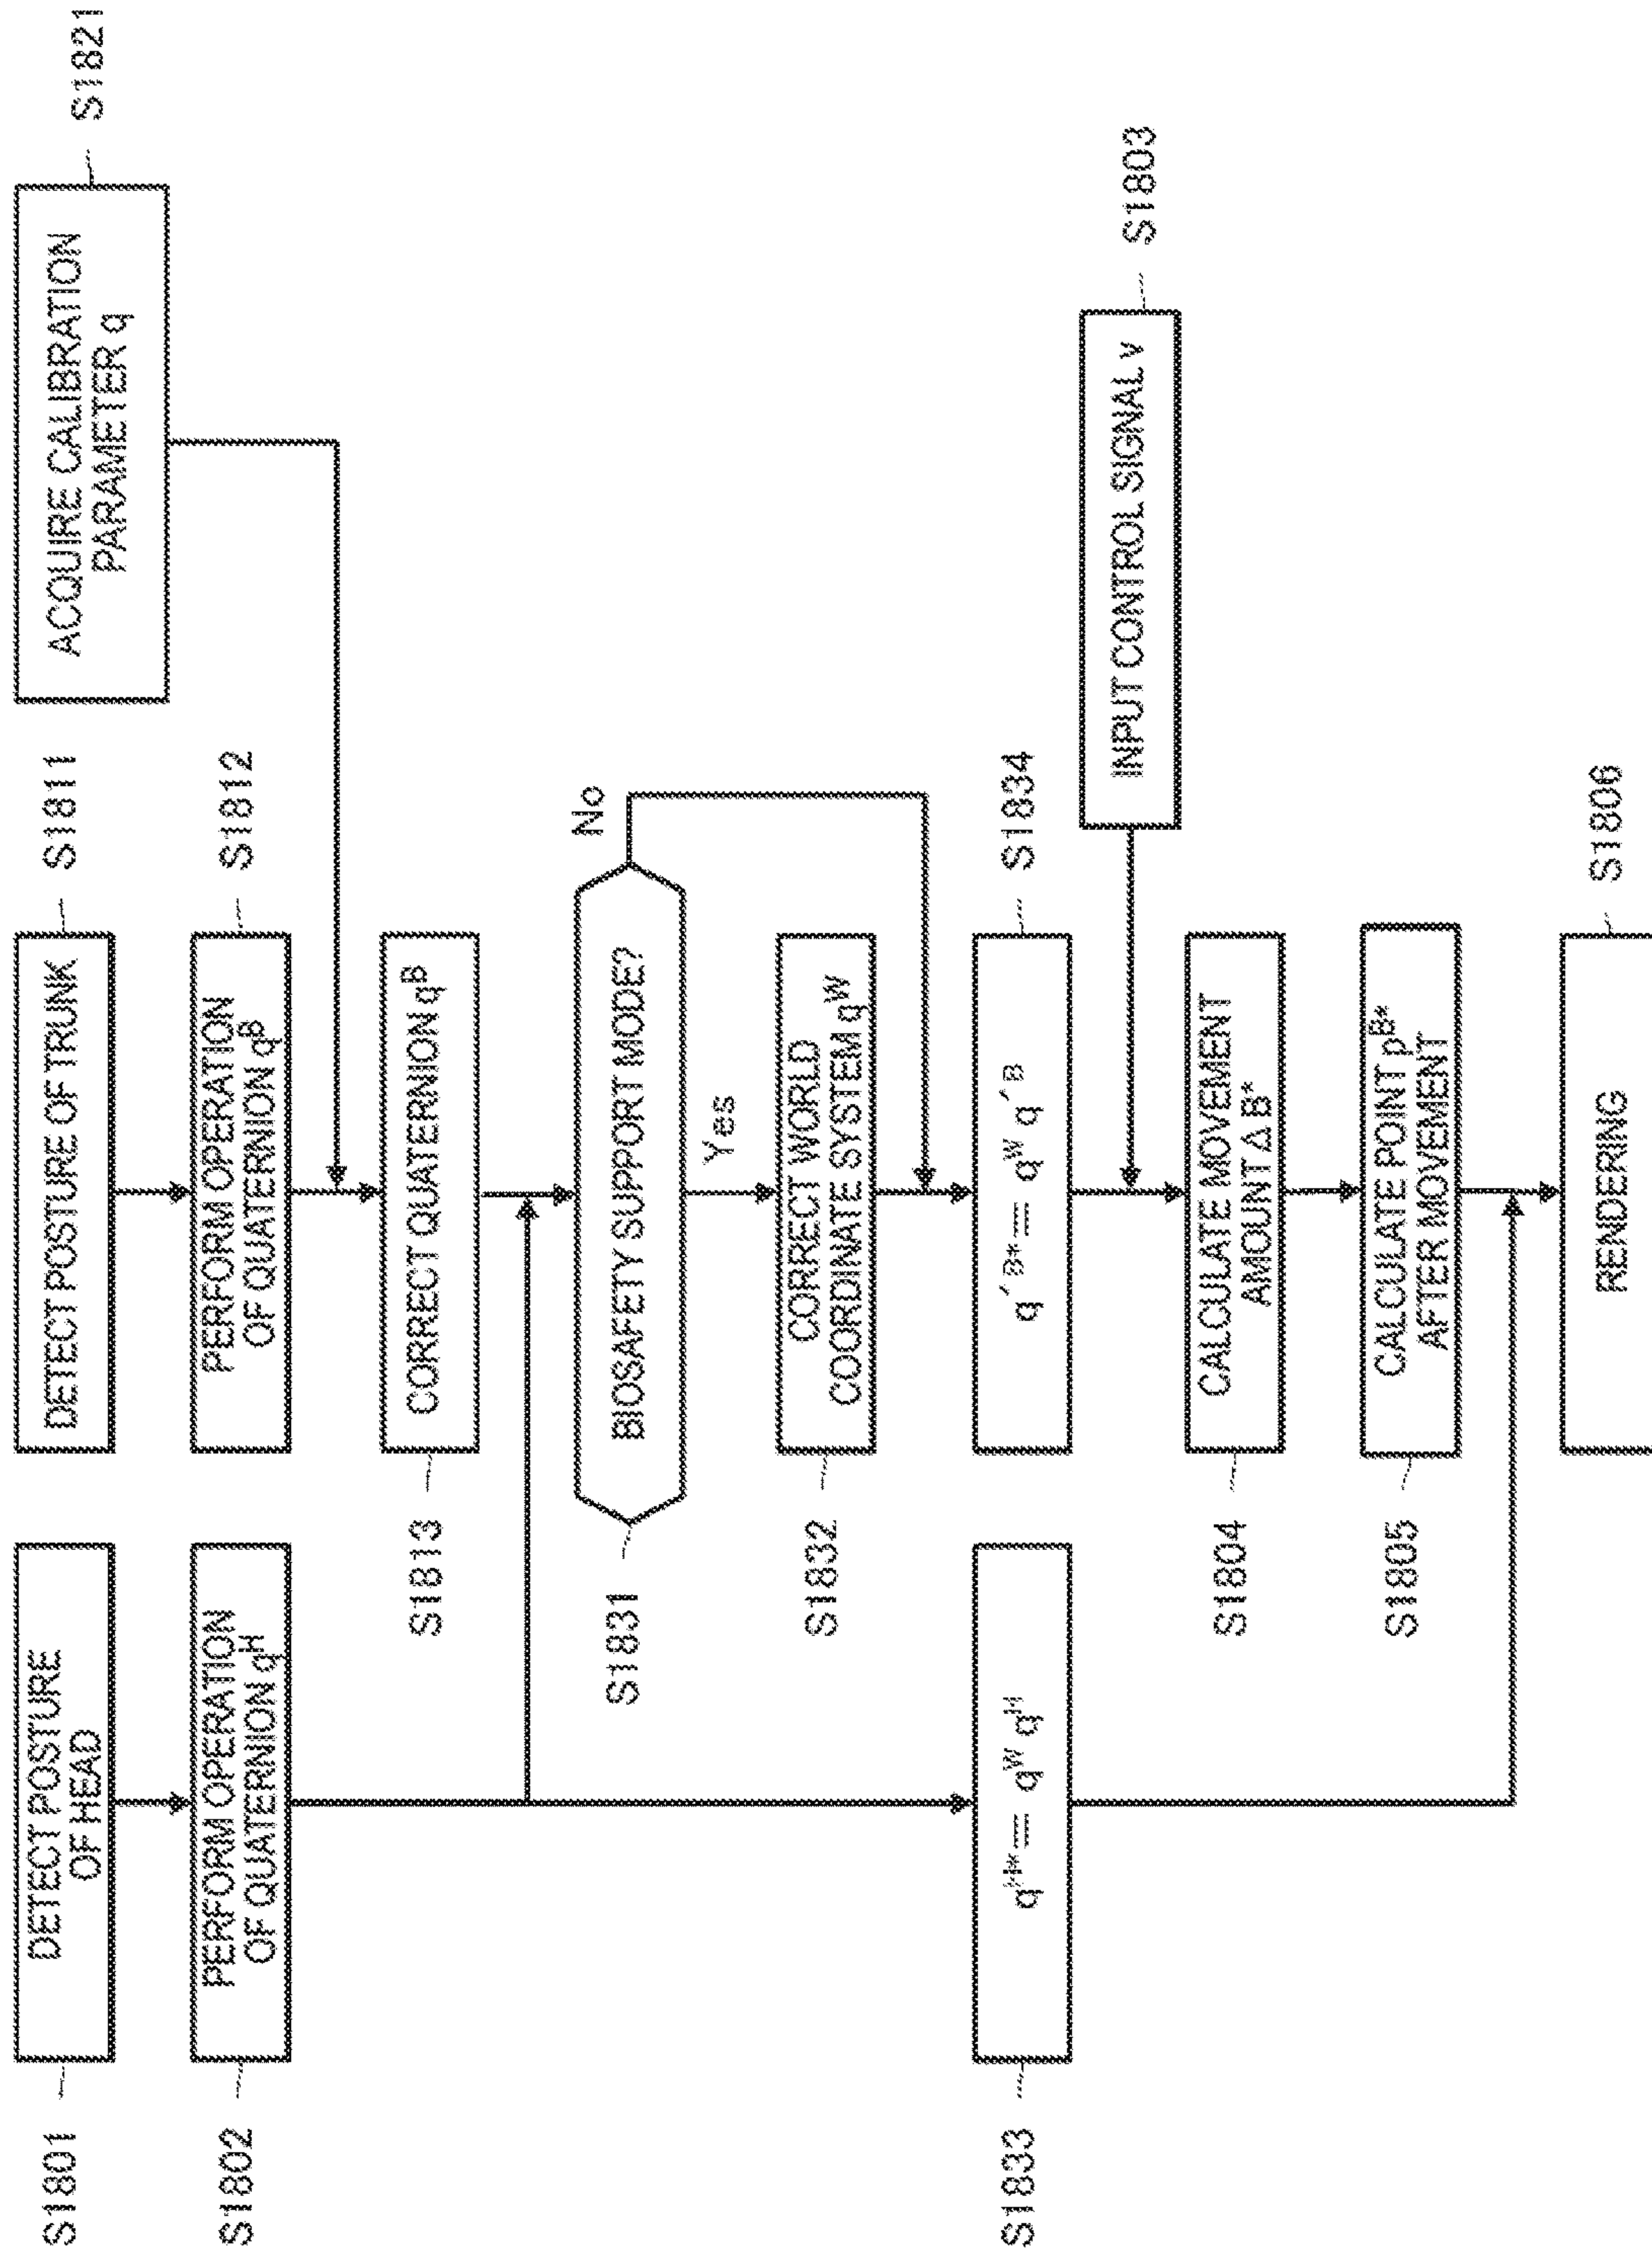 S1801
DETECT POSTURE
OF HEAD
DETECT POSTURE OF TRUNK
S1811
ACQUIRE CALIBRATION
PARAMETER q
S1821
S1802
PERFORM OPERATION
OF QUATERNION q^H
PERFORM OPERATION
OF QUATERNION q^B
S1812
S1813
CORRECT QUATERNION q^B
S1831
BIOSAFETY SUPPORT MODE?
No
Yes
S1832
CORRECT WORLD
COORDINATE SYSTEM q^W
S1833
q^H* = q^W q^H
q´^B* = q^W q´^B
S1834
INPUT CONTROL SIGNAL v
S1803
S1804
CALCULATE MOVEMENT
AMOUNT Δ B*
S1805
CALCULATE POINT p^B*
AFTER MOVEMENT
RENDERING
S1806